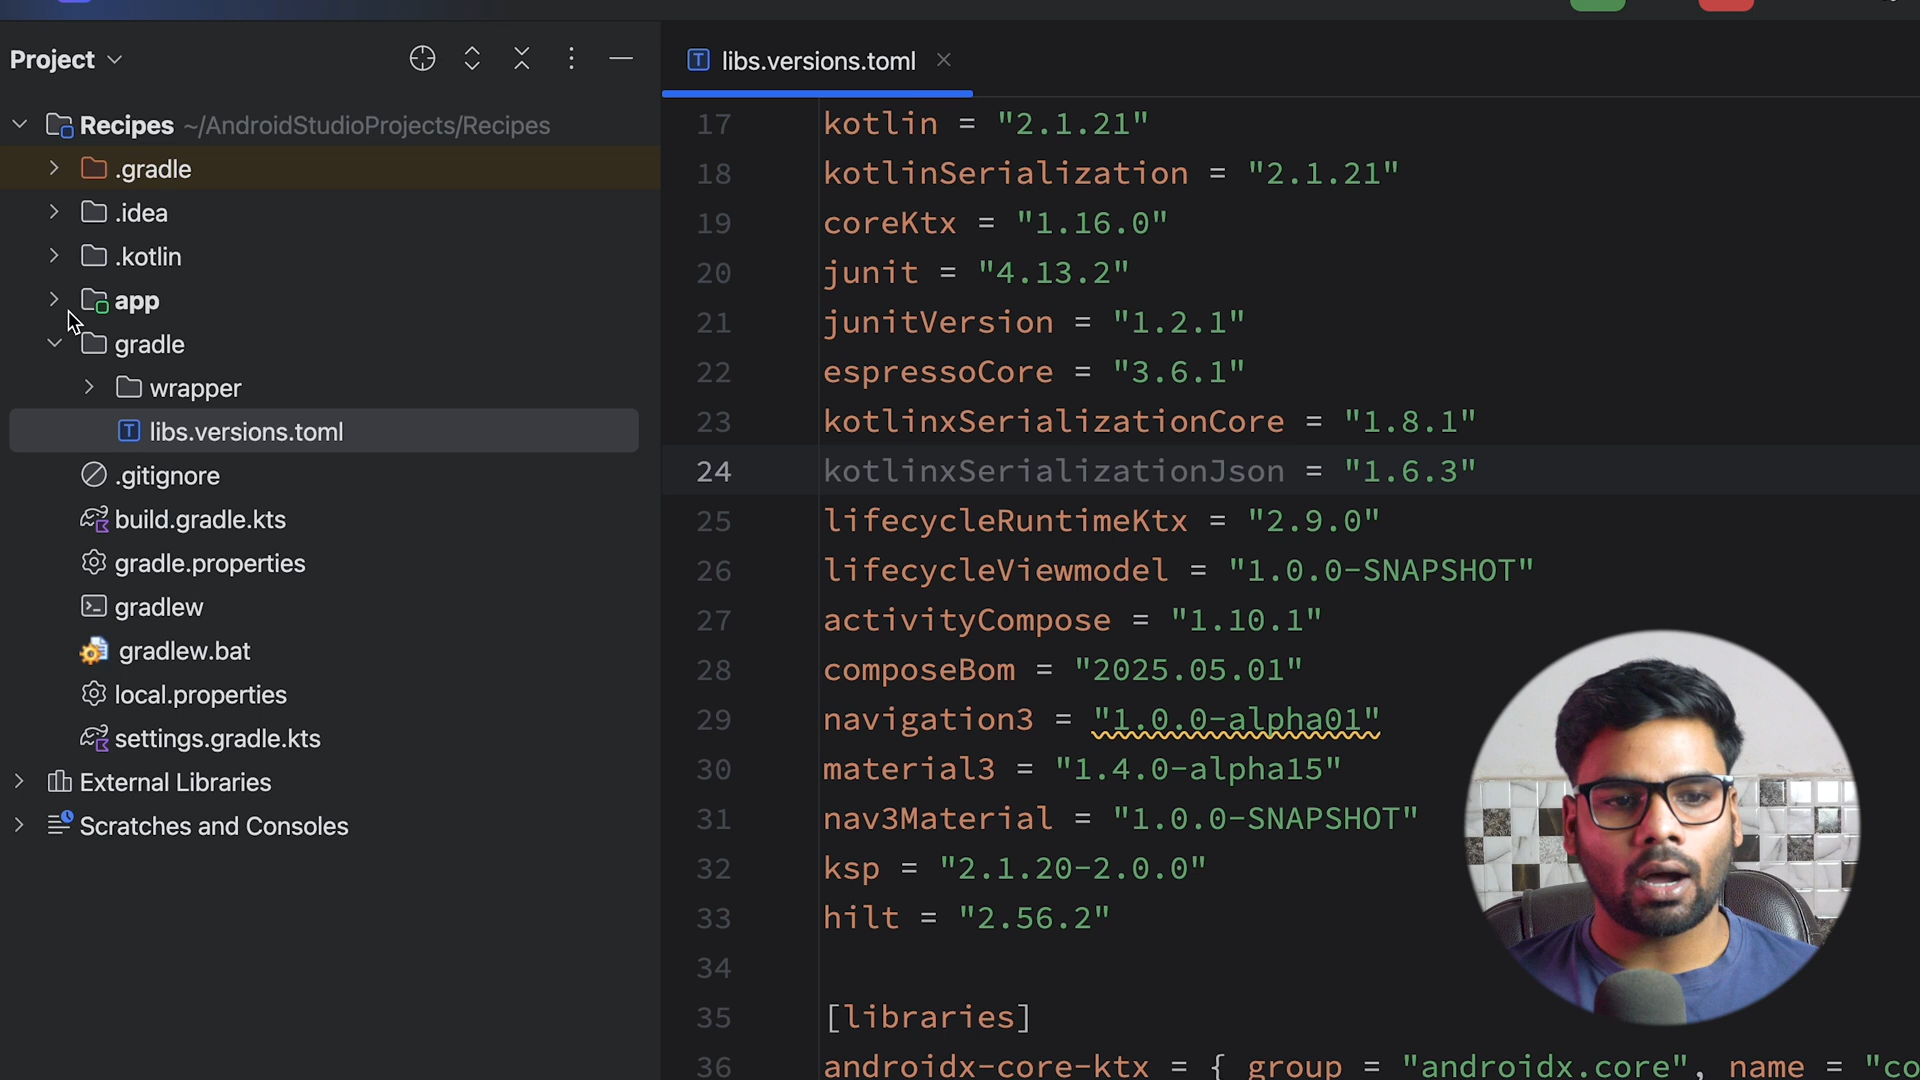 Project
libs.versions.toml
Recipes ~/AndroidStudioProjects/Recipes
.gradle
.idea
.kotlin
app
gradle
wrapper
libs.versions.toml
.gitignore
build.gradle.kts
gradle.properties
gradlew
gradlew.bat
local.properties
settings.gradle.kts
External Libraries
Scratches and Consoles
17 kotlin = "2.1.21"
18 kotlinSerialization = "2.1.21"
19 coreKtx = "1.16.0"
20 junit = "4.13.2"
21 junitVersion = "1.2.1"
22 espressoCore = "3.6.1"
23 kotlinxSerializationCore = "1.8.1"
24 kotlinxSerializationJson = "1.6.3"
25 lifecycleRuntimeKtx = "2.9.0"
26 lifecycleViewmodel = "1.0.0-SNAPSHOT"
27 activityCompose = "1.10.1"
28 composeBom = "2025.05.01"
29 navigation3 = "1.0.0-alpha01"
30 material3 = "1.4.0-alpha15"
31 nav3Material = "1.0.0-SNAPSHOT"
32 ksp = "2.1.20-2.0.0"
33 hilt = "2.56.2"
34
35 [libraries]
36 androidx-core-ktx = { group = "androidx.core", name = "co